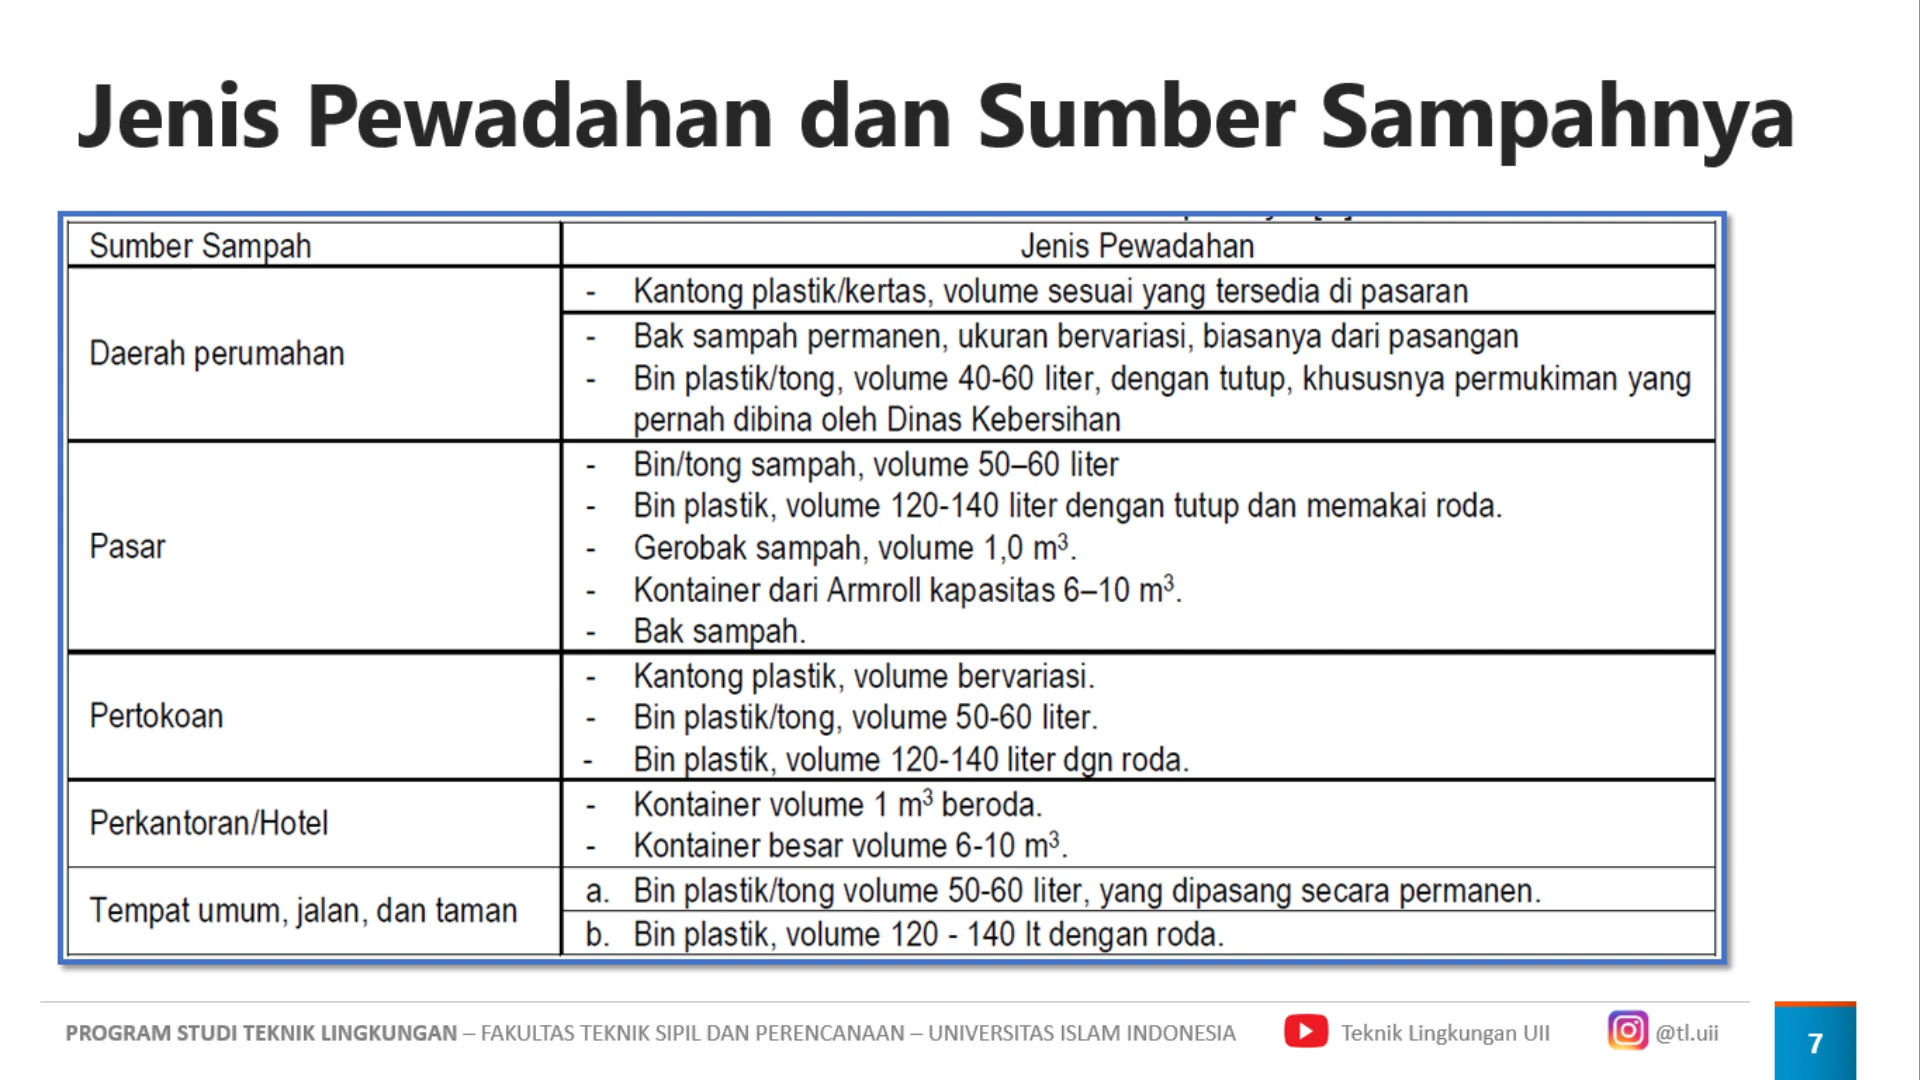 Jenis Pewadahan dan Sumber Sampahnya
Sumber Sampah
Jenis Pewadahan
Daerah perumahan
- Kantong plastik/kertas, volume sesuai yang tersedia di pasaran
- Bak sampah permanen, ukuran bervariasi, biasanya dari pasangan
- Bin plastik/tong, volume 40-60 liter, dengan tutup, khususnya permukiman yang
pernah dibina oleh Dinas Kebersihan
Pasar
- Bin/tong sampah, volume 50–60 liter
- Bin plastik, volume 120-140 liter dengan tutup dan memakai roda.
- Gerobak sampah, volume 1,0 m³.
- Kontainer dari Armroll kapasitas 6–10 m³.
- Bak sampah.
Pertokoan
- Kantong plastik, volume bervariasi.
- Bin plastik/tong, volume 50-60 liter.
- Bin plastik, volume 120-140 liter dgn roda.
Perkantoran/Hotel
- Kontainer volume 1 m³ beroda.
- Kontainer besar volume 6-10 m³.
Tempat umum, jalan, dan taman
a. Bin plastik/tong volume 50-60 liter, yang dipasang secara permanen.
b. Bin plastik, volume 120 - 140 lt dengan roda.
PROGRAM STUDI TEKNIK LINGKUNGAN – FAKULTAS TEKNIK SIPIL DAN PERENCANAAN – UNIVERSITAS ISLAM INDONESIA
Teknik Lingkungan UII
@tl.uii
7